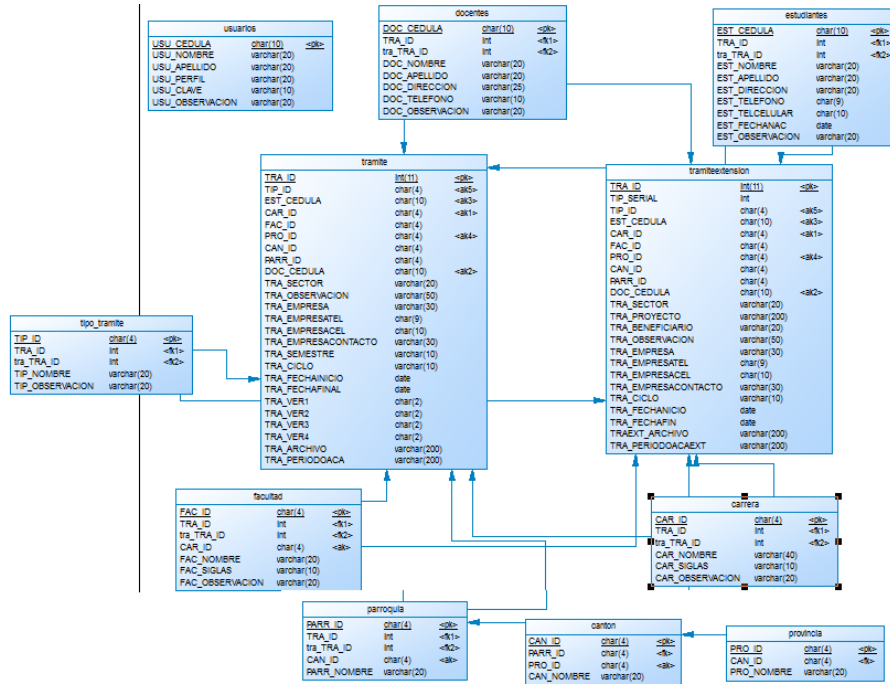 usuarios
USU_CEDULA char(10) <pk>
USU_NOMBRE varchar(20)
USU_APELLIDO varchar(20)
USU_PERFIL varchar(20)
USU_CLAVE varchar(10)
USU_OBSERVACION varchar(20)
docentes
DOC_CEDULA char(10) <pk>
TRA_ID Int <fk1>
tra_TRA_ID Int <fk2>
DOC_NOMBRE varchar(20)
DOC_APELLIDO varchar(20)
DOC_DIRECCION varchar(25)
DOC_TELEFONO varchar(10)
DOC_OBSERVACION varchar(20)
estudiantes
EST_CEDULA char(10) <pk>
TRA_ID Int <fk1>
tra_TRA_ID Int <fk2>
EST_NOMBRE varchar(20)
EST_APELLIDO varchar(20)
EST_DIRECCION varchar(20)
EST_TELEFONO char(9)
EST_TELCELULAR char(10)
EST_FECHANAC date
EST_OBSERVACION varchar(20)
tramite
TRA_ID Int(11) <pk>
TIP_ID char(4) <ak5>
EST_CEDULA char(10) <ak3>
CAR_ID char(4) <ak1>
FAC_ID char(4)
PRO_ID char(4) <ak4>
CAN_ID char(4)
PARR_ID char(4)
DOC_CEDULA char(10) <ak2>
TRA_SECTOR varchar(20)
TRA_OBSERVACION varchar(50)
TRA_EMPRESA varchar(30)
TRA_EMPRESATEL char(9)
TRA_EMPRESACEL char(10)
TRA_EMPRESACONTACTO varchar(30)
TRA_SEMESTRE varchar(10)
TRA_CICLO varchar(10)
TRA_FECHAINICIO date
TRA_FECHAFINAL date
TRA_VER1 char(2)
TRA_VER2 char(2)
TRA_VER3 char(2)
TRA_VER4 char(2)
TRA_ARCHIVO varchar(200)
TRA_PERIODOACA varchar(200)
tramiteextension
TRA_ID Int(11) <pk>
TIP_SERIAL Int
TIP_ID char(4) <ak5>
EST_CEDULA char(10) <ak3>
CAR_ID char(4) <ak1>
FAC_ID char(4)
PRO_ID char(4) <ak4>
CAN_ID char(4)
PARR_ID char(4)
DOC_CEDULA char(10) <ak2>
TRA_SECTOR varchar(20)
TRA_PROYECTO varchar(200)
TRA_BENEFICIARIO varchar(20)
TRA_OBSERVACION varchar(50)
TRA_EMPRESA varchar(30)
TRA_EMPRESATEL char(9)
TRA_EMPRESACEL char(10)
TRA_EMPRESACONTACTO varchar(30)
TRA_CICLO varchar(10)
TRA_FECHANICIO date
TRA_FECHAFIN date
TRAEXT_ARCHIVO varchar(200)
TRA_PERIODOACAEXT varchar(200)
tipo_tramite
TIP_ID char(4) <pk>
TRA_ID Int <fk1>
tra_TRA_ID Int <fk2>
TIP_NOMBRE varchar(20)
TIP_OBSERVACION varchar(20)
facultad
FAC_ID char(4) <pk>
TRA_ID Int <fk1>
tra_TRA_ID Int <fk2>
CAR_ID char(4) <ak>
FAC_NOMBRE varchar(20)
FAC_SIGLAS varchar(10)
FAC_OBSERVACION varchar(20)
carrera
CAR_ID char(4) <pk>
TRA_ID Int <fk1>
tra_TRA_ID Int <fk2>
CAR_NOMBRE varchar(40)
CAR_SIGLAS varchar(10)
CAR_OBSERVACION varchar(20)
parroquia
PARR_ID char(4) <pk>
TRA_ID Int <fk1>
tra_TRA_ID Int <fk2>
CAN_ID char(4) <ak>
PARR_NOMBRE varchar(20)
canton
CAN_ID char(4) <pk>
PARR_ID char(4) <fk>
PRO_ID char(4) <ak>
CAN_NOMBRE varchar(20)
provincia
PRO_ID char(4) <pk>
CAN_ID char(4) <fk>
PRO_NOMBRE varchar(20)